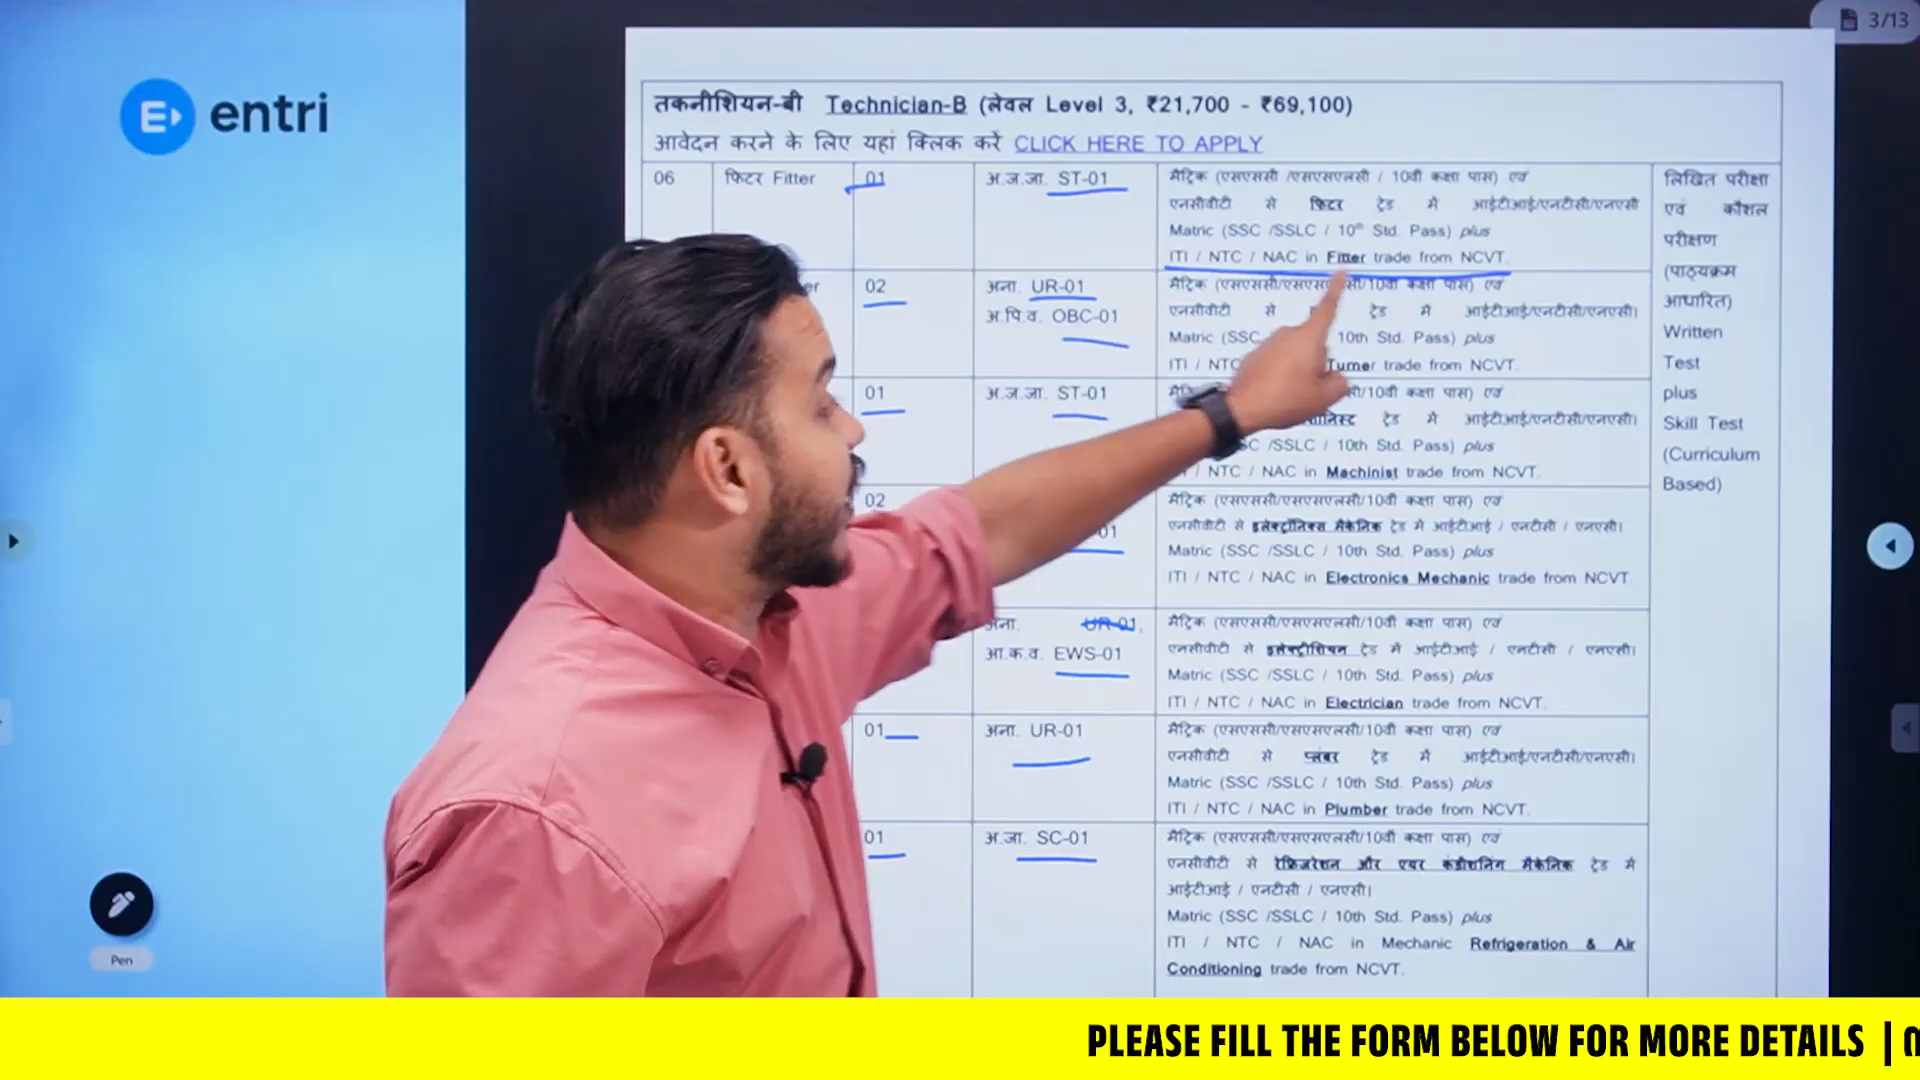 3/13
entri
तकनीशियन-बी Technician-B (लेवल Level 3, ₹21,700 - ₹69,100)
आवेदन करने के लिए यहां क्लिक करें CLICK HERE TO APPLY
06 फिटर Fitter 01 अ.ज.जा. ST-01
मैट्रिक (एसएससी /एसएसएलसी / 10वीं कक्षा पास) एवं
एनसीवीटी से फ़िटर ट्रेड में आईटीआई/एनटीसी/एनएसी
Matric (SSC /SSLC / 10th Std. Pass) plus
ITI / NTC / NAC in Fitter trade from NCVT.
लिखित परीक्षा
एवं कौशल
परीक्षण
(पाठ्यक्रम
आधारित)
Written
Test
plus
Skill Test
(Curriculum
Based)
er 02 अना. UR-01
अ.पि.व. OBC-01
मैट्रिक (एसएससी/एसएसएलसी/10वीं कक्षा पास) एवं
एनसीवीटी से ट्रेड में आईटीआई/एनटीसी/एनएसी।
Matric (SSC 10th Std. Pass) plus
ITI / NTC Turner trade from NCVT.
01 अ.ज.जा. ST-01
/10वीं कक्षा पास) एवं
ट्रेड में आईटीआई/एनटीसी/एनएसी।
/SSLC / 10th Std. Pass) plus
/ NTC / NAC in Machinist trade from NCVT.
02
-01
मैट्रिक (एसएससी/एसएसएलसी/10वीं कक्षा पास) एवं
एनसीवीटी से इलेक्ट्रॉनिक्स मैकेनिक ट्रेड में आईटीआई / एनटीसी / एनएसी।
Matric (SSC /SSLC / 10th Std. Pass) plus
ITI / NTC / NAC in Electronics Mechanic trade from NCVT
अना. UR-01,
आ.क.व. EWS-01
मैट्रिक (एसएससी/एसएसएलसी/10वीं कक्षा पास) एवं
एनसीवीटी से इलेक्ट्रीशियन ट्रेड में आईटीआई / एनटीसी / एनएसी।
Matric (SSC /SSLC / 10th Std. Pass) plus
ITI / NTC / NAC in Electrician trade from NCVT.
01 अना. UR-01
मैट्रिक (एसएससी/एसएसएलसी/10वीं कक्षा पास) एवं
एनसीवीटी से प्लंबर ट्रेड में आईटीआई/एनटीसी/एनएसी।
Matric (SSC /SSLC / 10th Std. Pass) plus
ITI / NTC / NAC in Plumber trade from NCVT.
01 अ.जा. SC-01
मैट्रिक (एसएससी/एसएसएलसी/10वीं कक्षा पास) एवं
एनसीवीटी से रेफ्रिजरेशन और एयर कंडीशनिंग मैकेनिक ट्रेड में
आईटीआई / एनटीसी / एनएसी।
Matric (SSC /SSLC / 10th Std. Pass) plus
ITI / NTC / NAC in Mechanic Refrigeration & Air
Conditioning trade from NCVT.
Pen
PLEASE FILL THE FORM BELOW FOR MORE DETAILS |